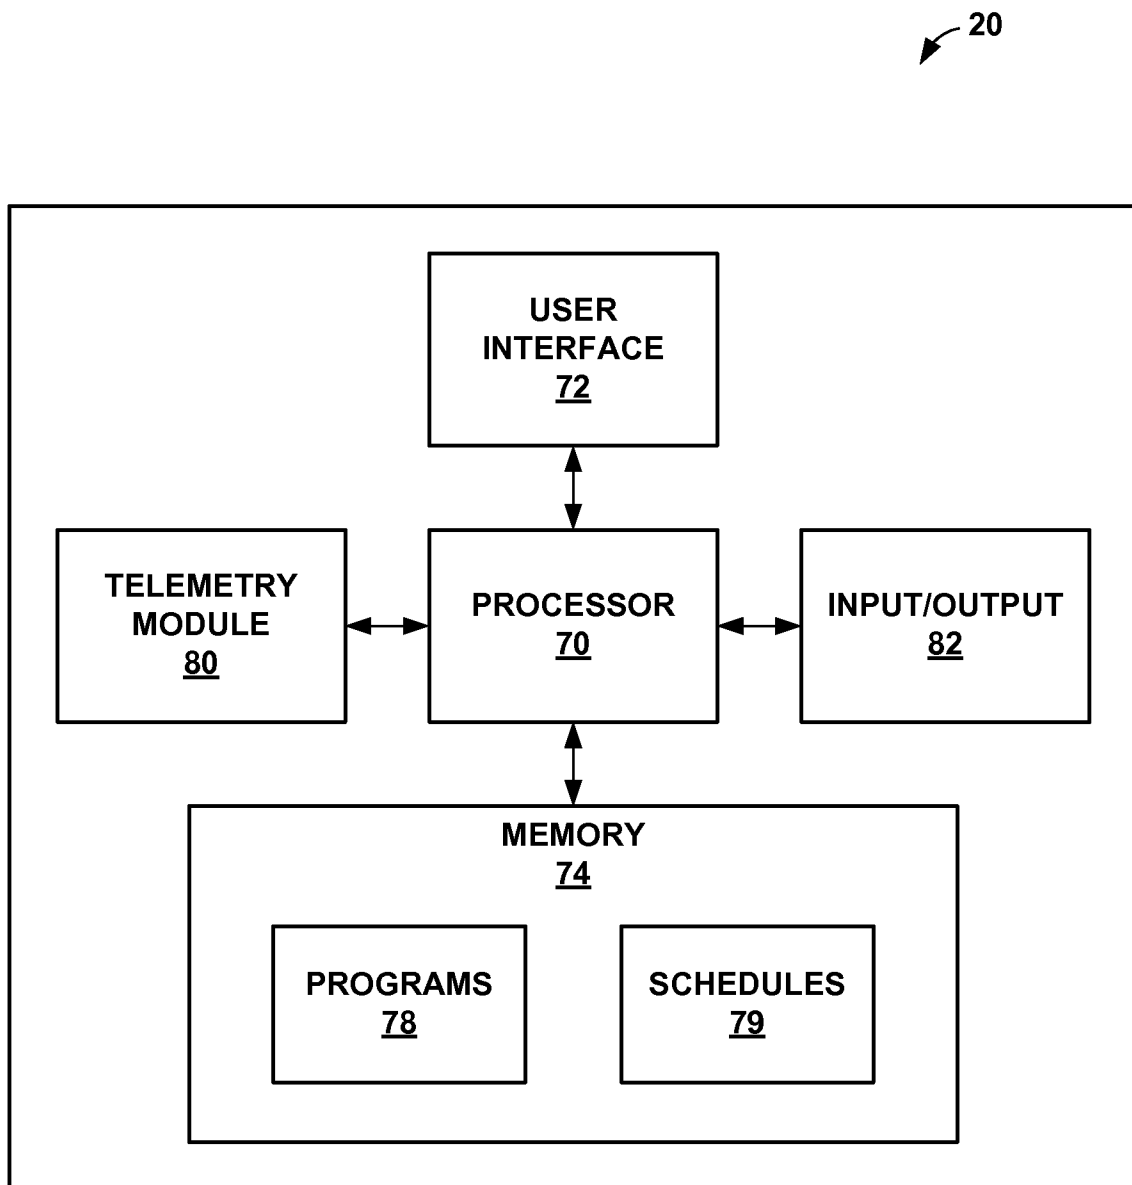 20
USER
INTERFACE
72
TELEMETRY
MODULE
80
PROCESSOR
70
INPUT/OUTPUT
82
MEMORY
74
PROGRAMS
78
SCHEDULES
79